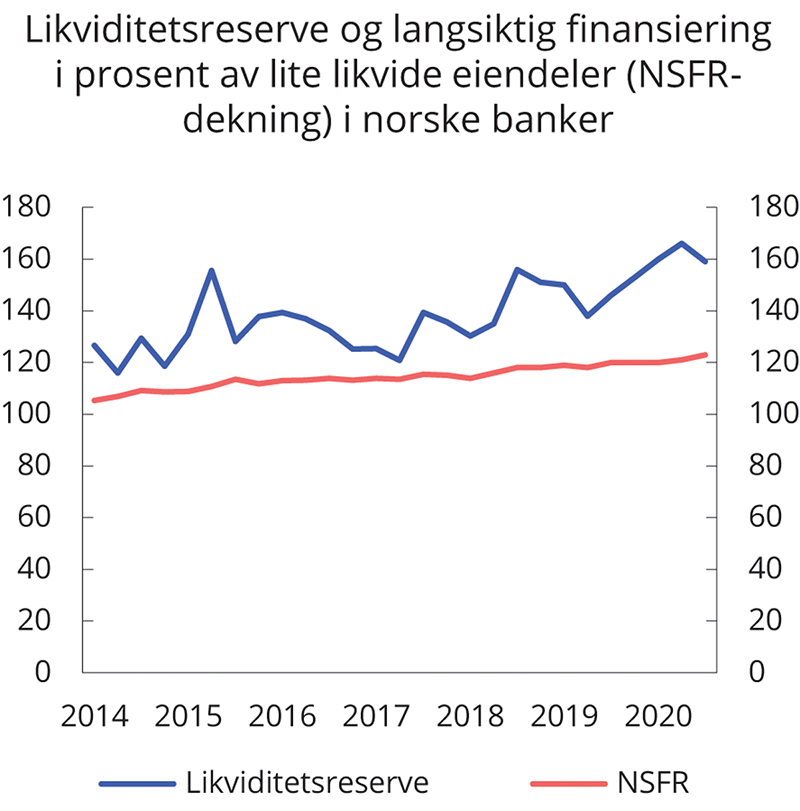 Likviditetsreserve og langsiktig finansiering
i prosent av lite likvide eiendeler (NSFR-
dekning) i norske banker
180 180
160 160
140 140
120 120
100 100
80 80
60 60
40 40
20 20
0 0
2014 2015 2016 2017 2018 2019 2020
Likviditetsreserve NSFR